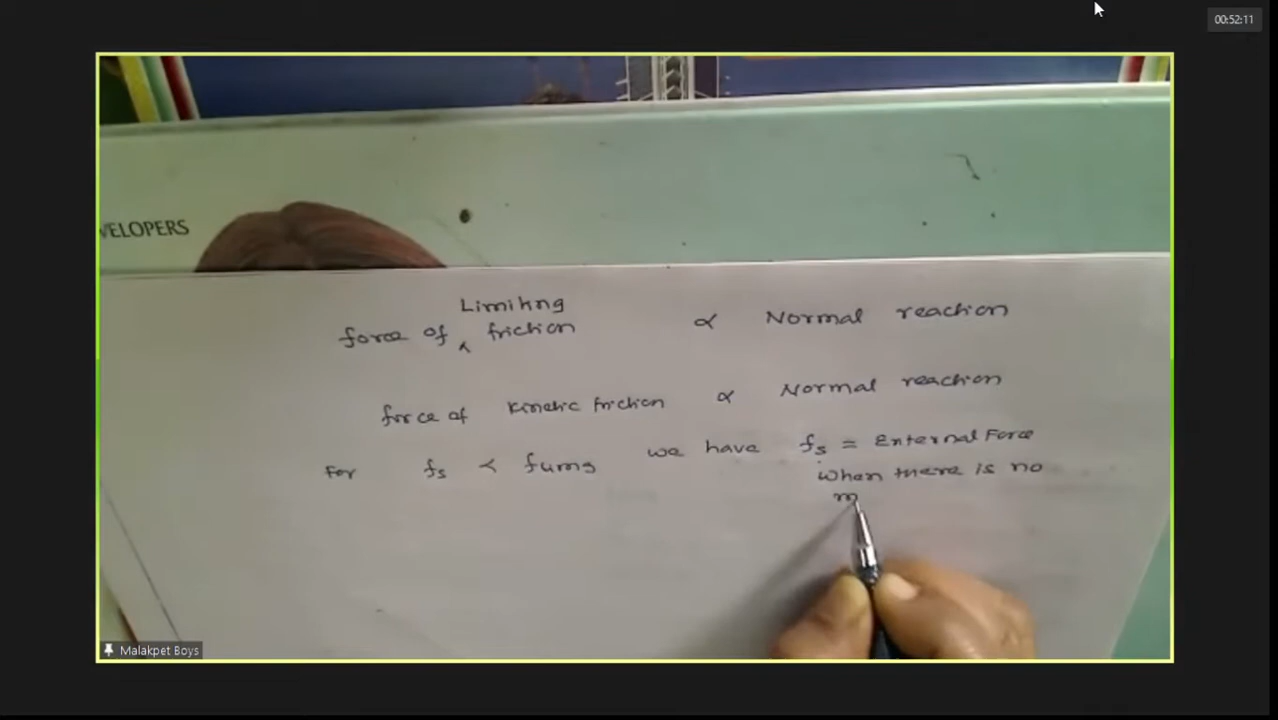 00:52:11
VELOPERS
Limiting
force of ‸ friction ∝ Normal reaction
force of kinetic friction ∝ Normal reaction
For fs < fums we have fs = External Force
when there is no
m
Malakpet Boys